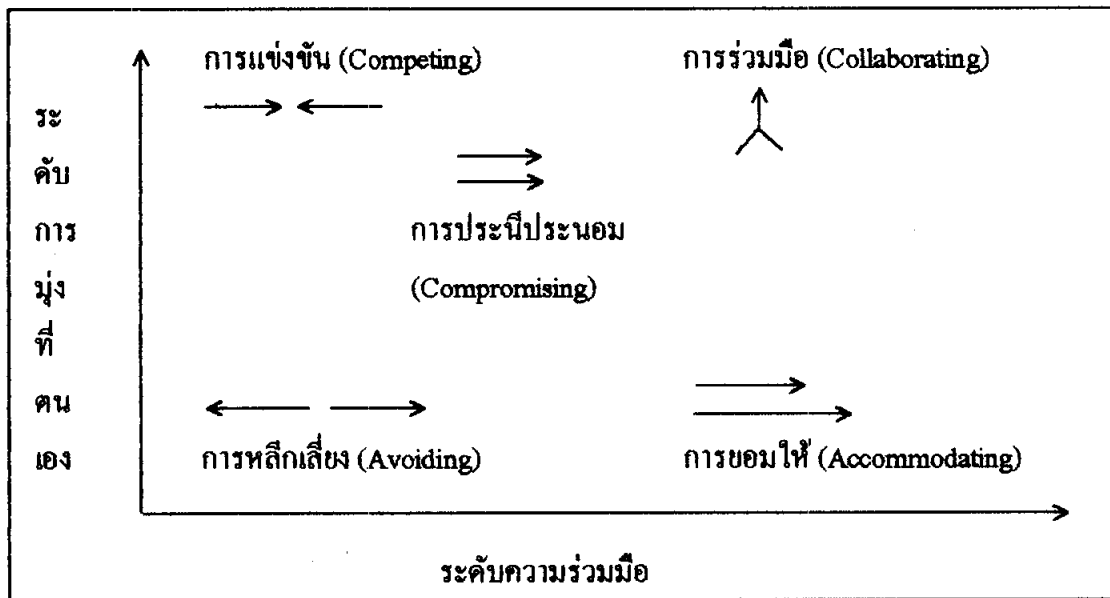 การแข่งขัน (Competing)
การร่วมมือ (Collaborating)
ระ
ดับ
การ
มุ่ง
ที่
ตน
เอง
การประนีประนอม
(Compromising)
การหลีกเลี่ยง (Avoiding)
การยอมให้ (Accommodating)
ระดับความร่วมมือ